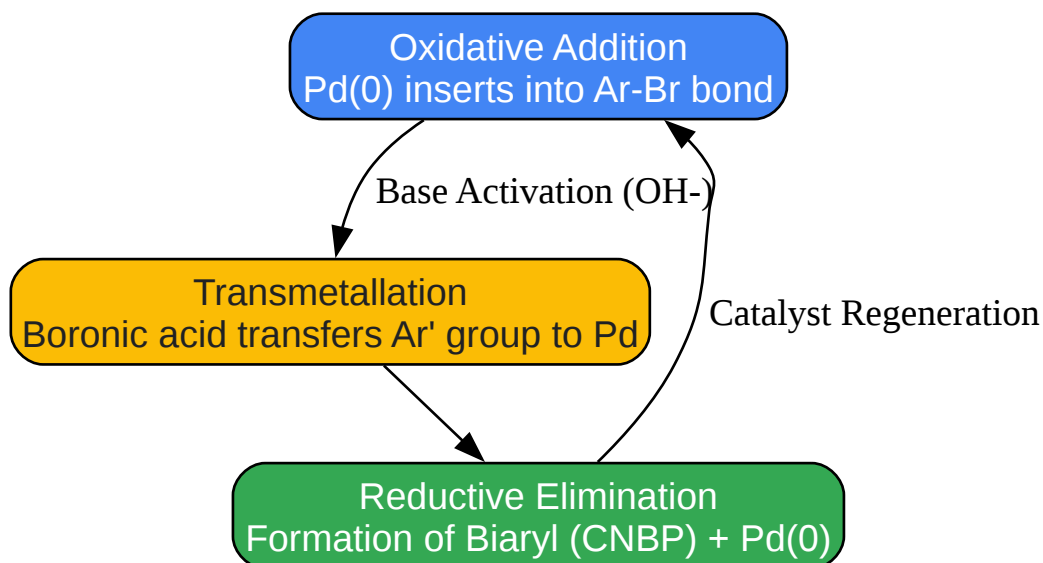 Oxidative Addition
Pd(0) inserts into Ar-Br bond
Base Activation (OH-)
Transmetallation
Boronic acid transfers Ar' group to Pd
Catalyst Regeneration
Reductive Elimination
Formation of Biaryl (CNBP) + Pd(0)